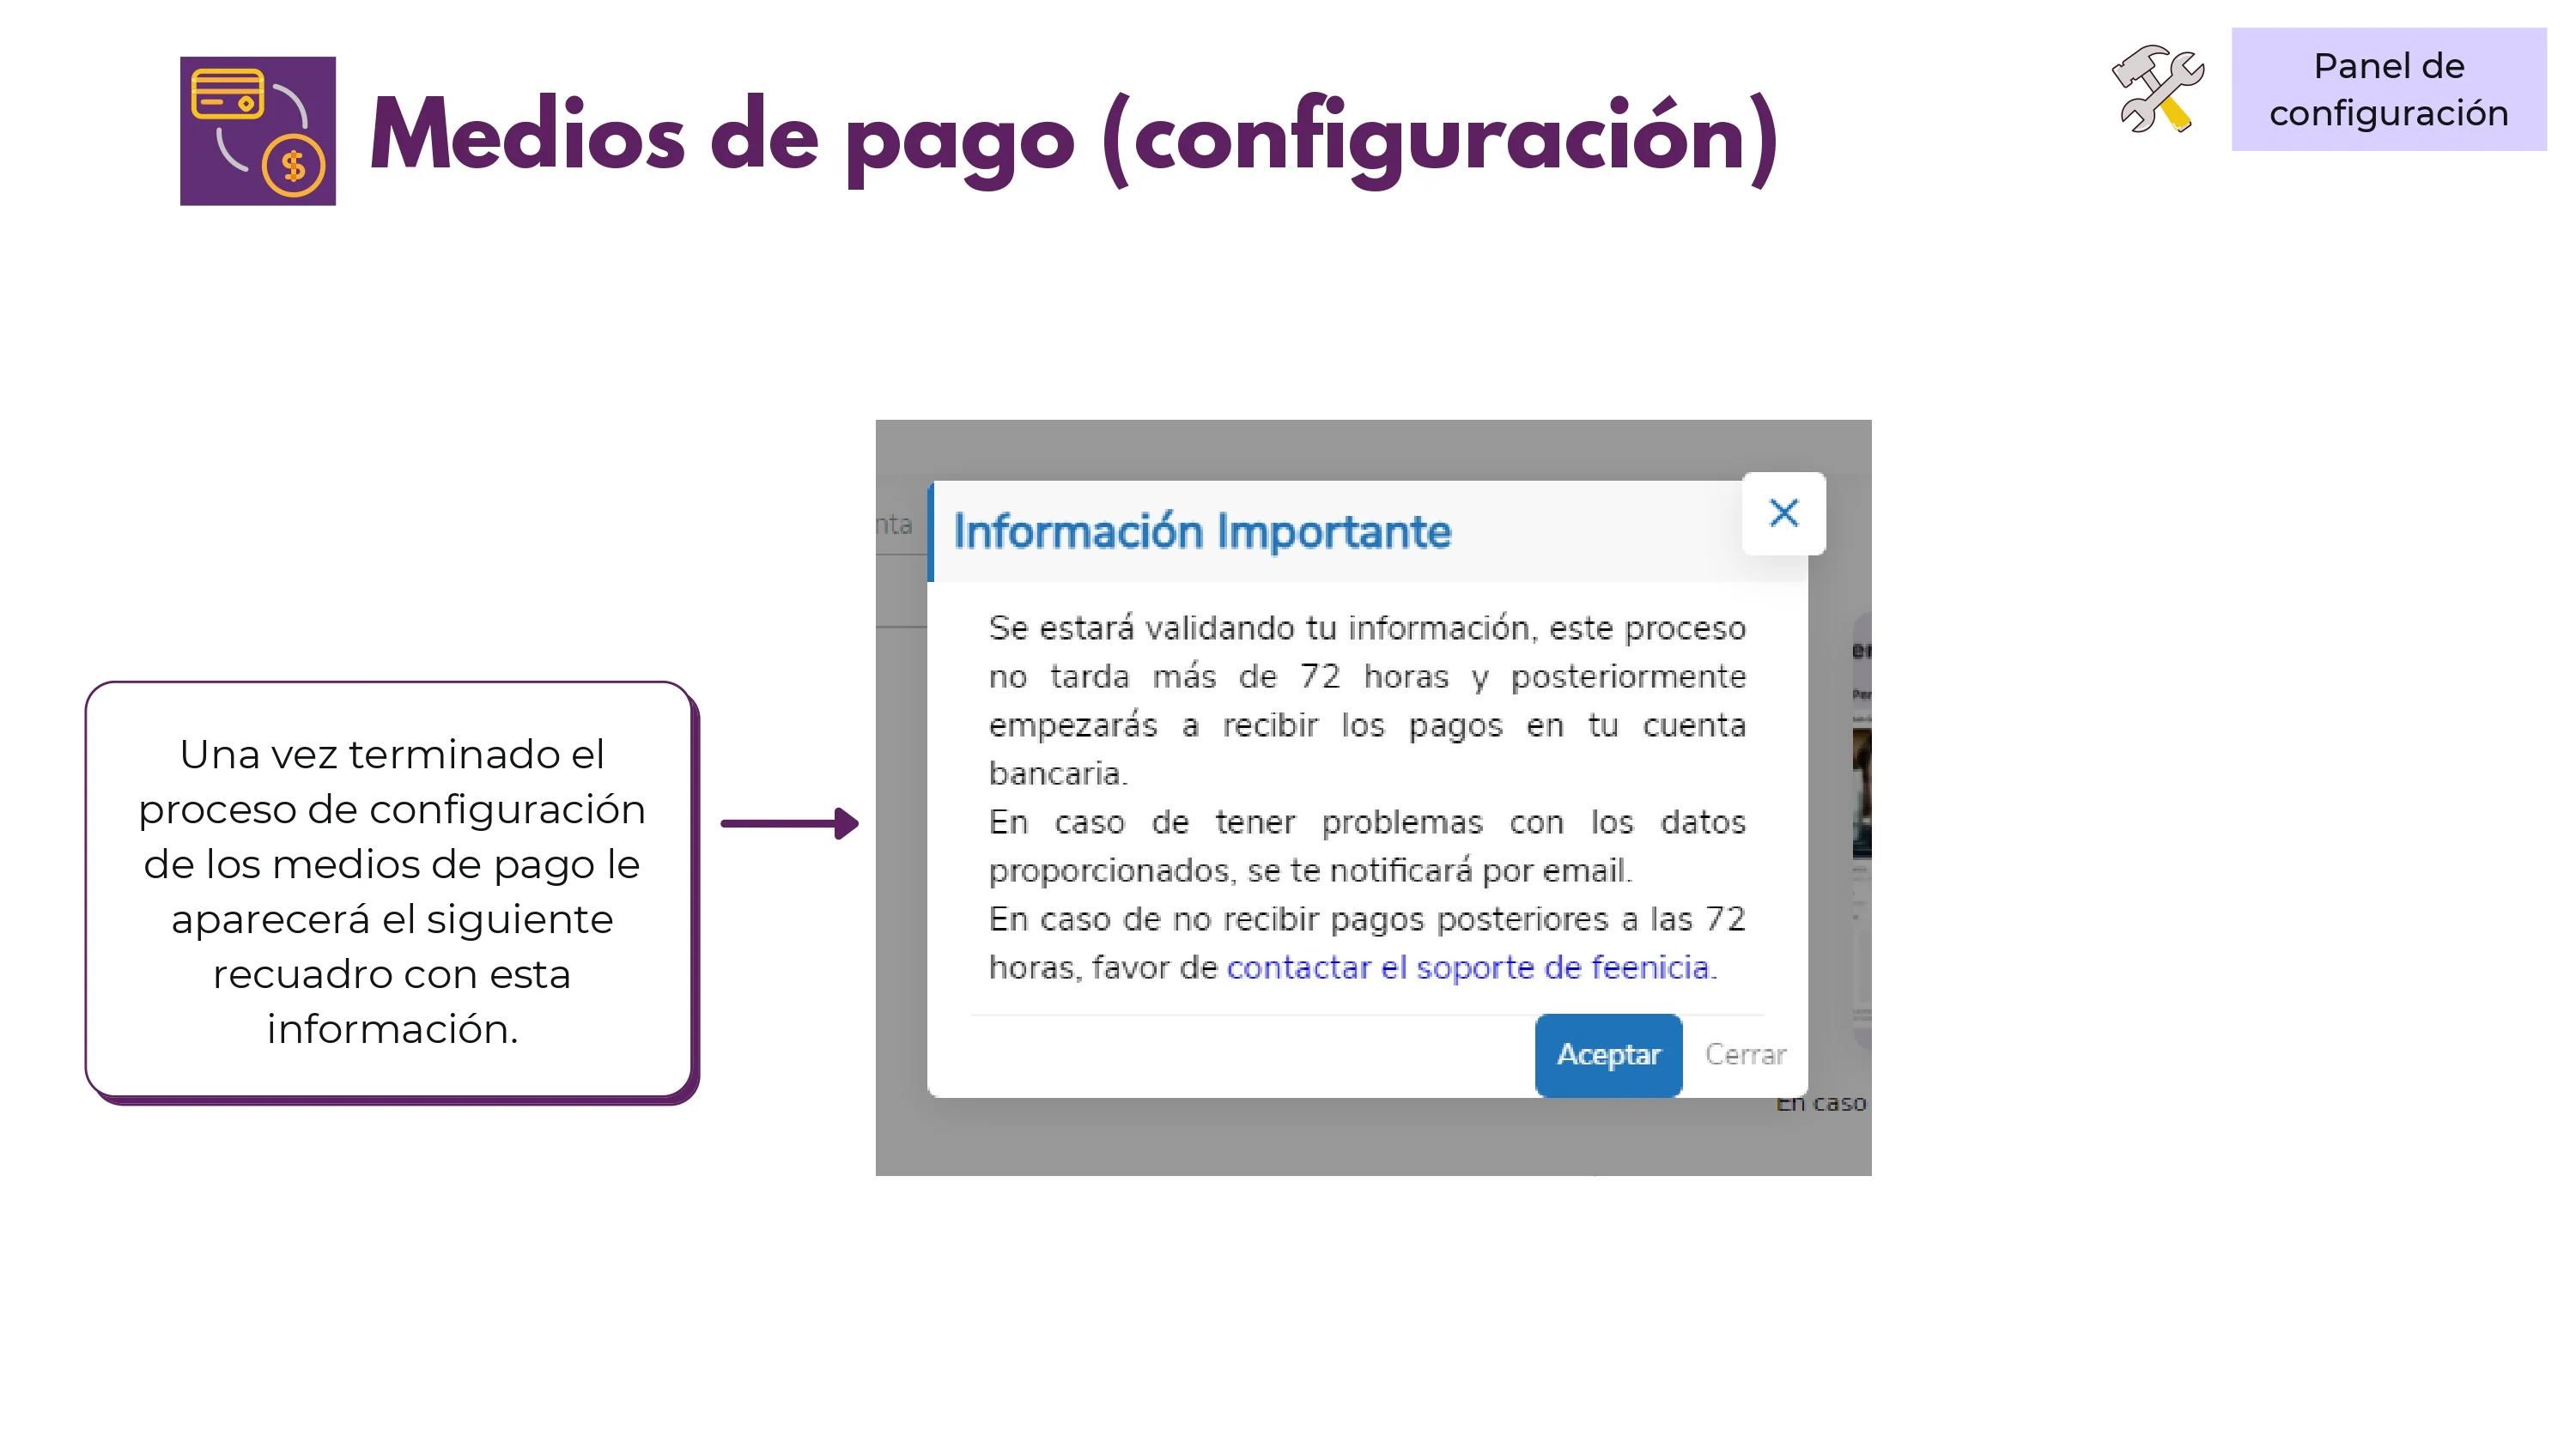 Medios de pago (configuración)
Panel de
configuración
Una vez terminado el
proceso de configuración
de los medios de pago le
aparecerá el siguiente
recuadro con esta
información.
nta
Información Importante
Se estará validando tu información, este proceso
no tarda más de 72 horas y posteriormente
empezarás a recibir los pagos en tu cuenta
bancaria.
En caso de tener problemas con los datos
proporcionados, se te notificará por email.
En caso de no recibir pagos posteriores a las 72
horas, favor de contactar el soporte de feenicia.
Aceptar Cerrar
En caso